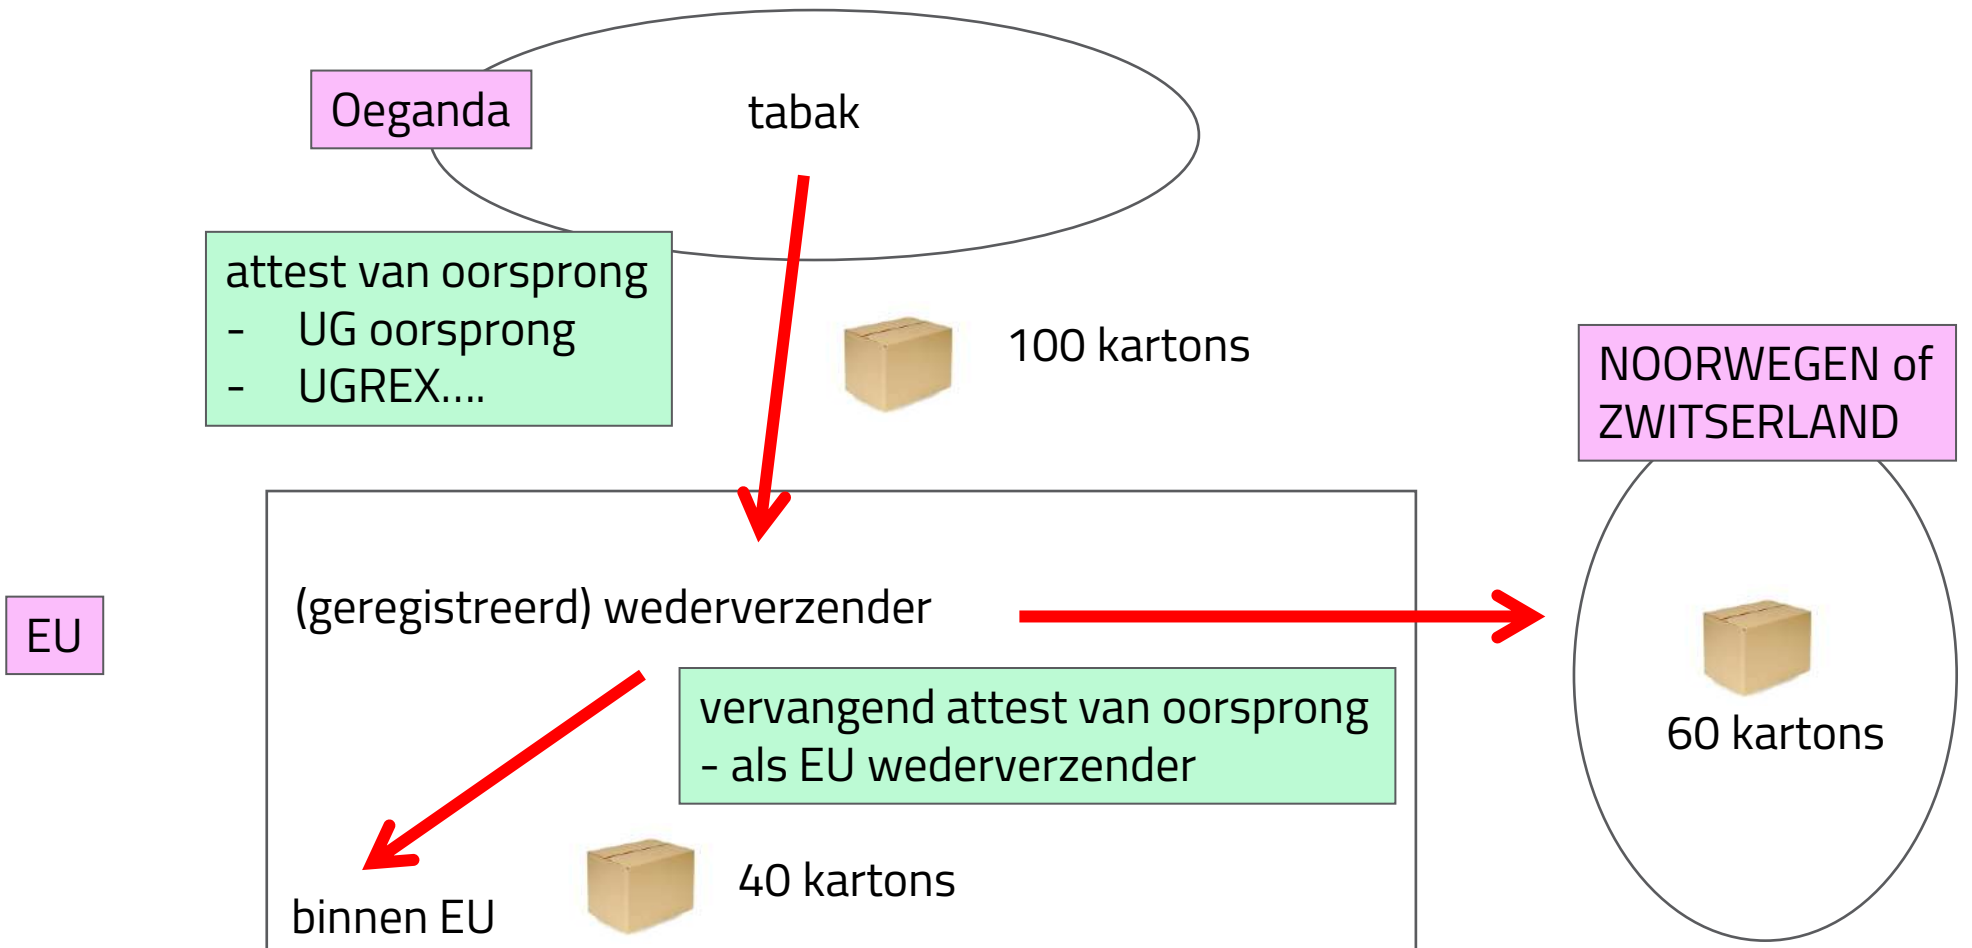 Oeganda
tabak
attest van oorsprong
- UG oorsprong
- UGREX....
100 kartons
NOORWEGEN of
ZWITSERLAND
EU
(geregistreerd) wederverzender
vervangend attest van oorsprong
- als EU wederverzender
60 kartons
40 kartons
binnen EU